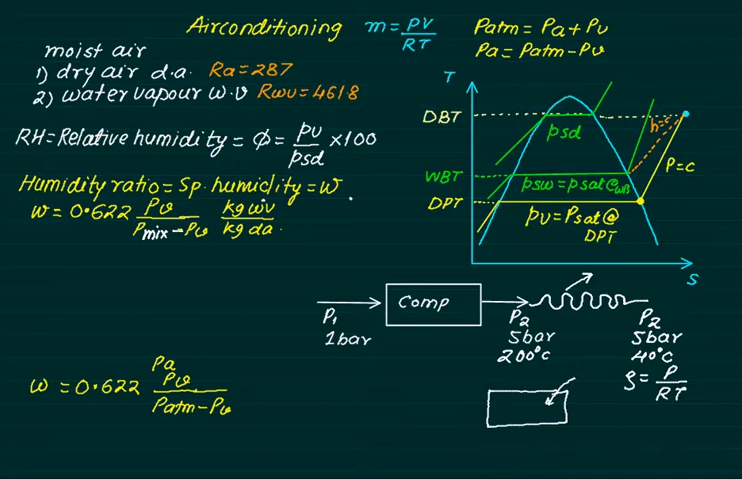 Airconditioning
m = PV/RT
Patm = Pa + Pv
Pa = Patm - Pv
moist air
1) dry air d.a. Ra = 287
2) water vapour w.v Rwv = 461.8
RH = Relative humidity = φ = pv/psd × 100
Humidity ratio = Sp. humidity = w
w = 0.622 Pv/(Pmix - Pv) kg wv/kg da.
T
DBT
psd
h=c
P=c
WBT
psw = psat @ WB
DPT
pv = Psat @ DPT
S
Comp
P1
1bar
P2
5bar
200°c
P2
5bar
40°c
ρ = P/RT
Pa
w = 0.622 Pv/(Patm - Pv)